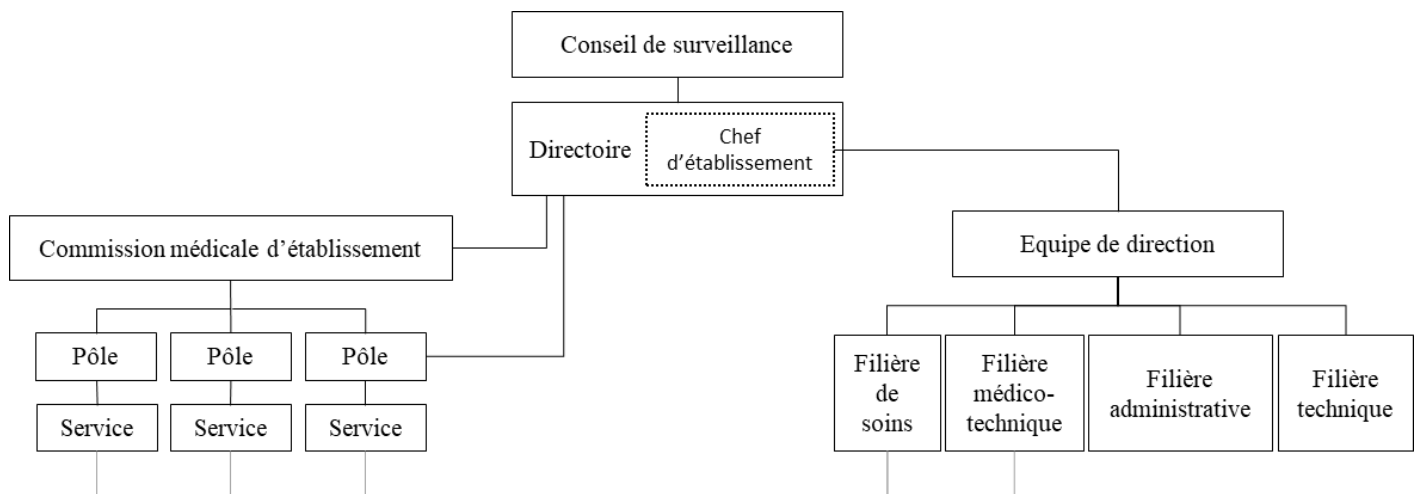 Conseil de surveillance
Directoire
Chef
d’établissement
Commission médicale d’établissement
Equipe de direction
Pôle
Pôle
Pôle
Service
Service
Service
Filière
de
soins
Filière
médico-
technique
Filière
administrative
Filière
technique